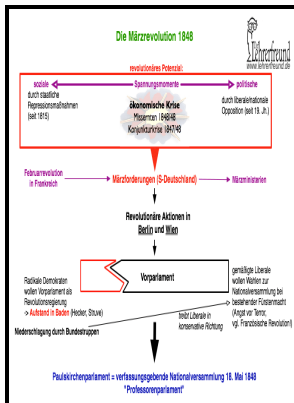 Die Märzrevolution 1848
Lehrerfreund
www.lehrerfreund.de
revolutionäres Potenzial:
soziale
Spannungsmomente
politische
durch staatliche
Repressionsmaßnahmen
(seit 1815)
ökonomische Krise
Missernten 1846/48
Konjunkturkrise 1847/48
durch liberale/nationale
Opposition (seit 19. Jh.)
Februarrevolution
in Frankreich
Märzforderungen (S-Deutschland)
Märzministerien
Revolutionäre Aktionen in
Berlin und Wien
Radikale Demokraten
wollen Vorparlament als
Revolutionsregierung
-> Aufstand in Baden (Hecker, Struve)
Niederschlagung durch Bundestruppen
Vorparlament
treibt Liberale in
konservative Richtung
gemäßigte Liberale
wollen Wahlen zur
Nationalversammlung bei
bestehender Fürstenmacht
(Angst vor Terror,
vgl. Französische Revolution!)
Paulskirchenparlament = verfassungsgebende Nationalversammlung 18. Mai 1848
"Professorenparlament"